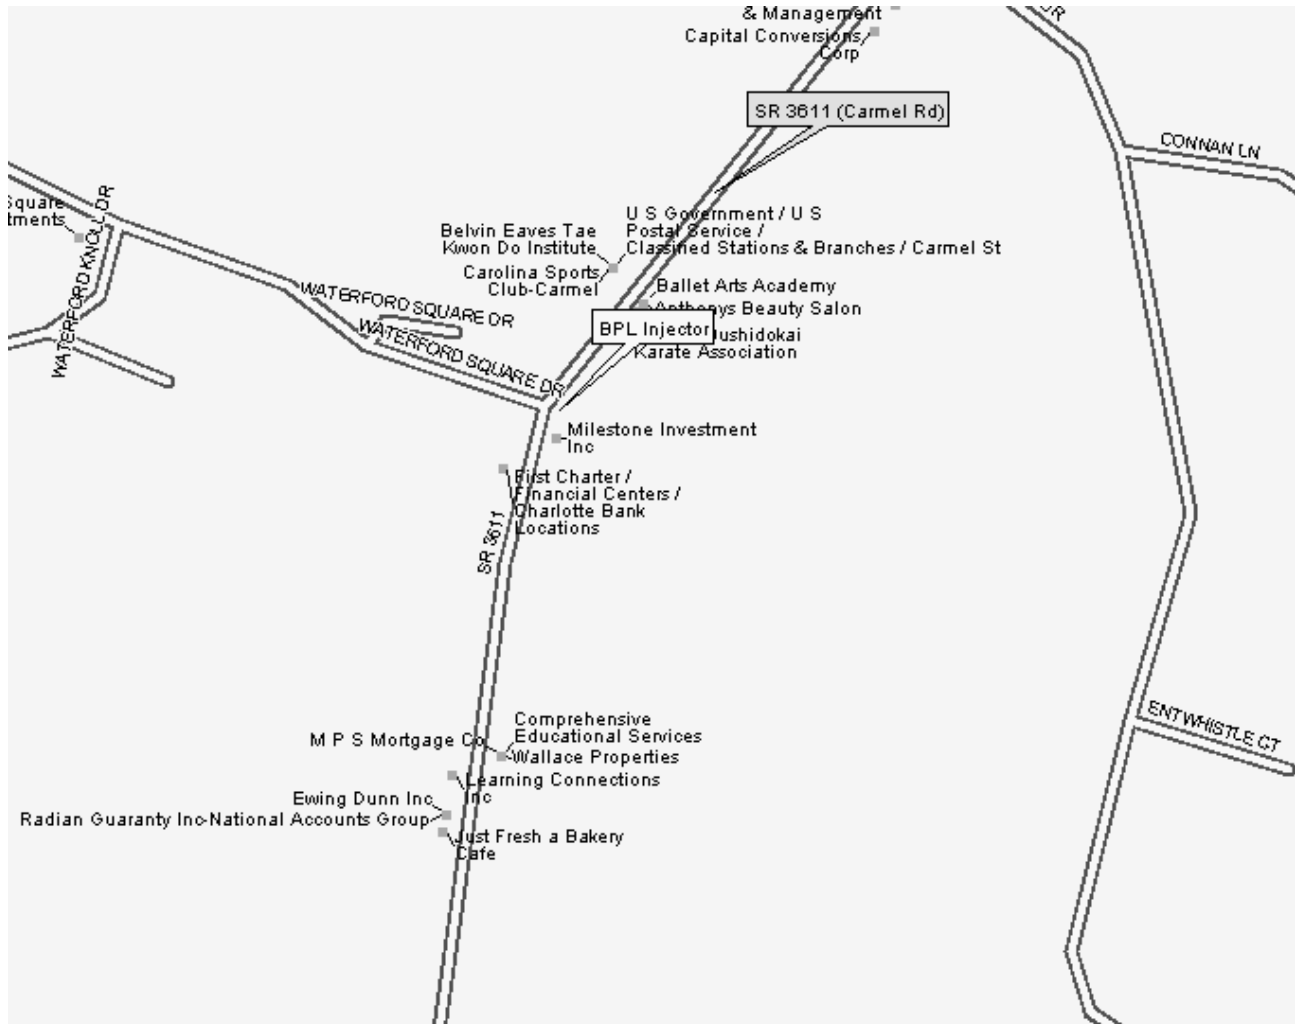 & Management
Capital Conversions
Corp
DR
SR 3611 (Carmel Rd)
CONNAN LN
Square
WATERFORD KNOLL DR
U S Government / U S
Postal Service /
Classified Stations & Branches / Carmel St
Belvin Eaves Tae
Kwon Do Institute
Carolina Sports
Club-Carmel
Ballet Arts Academy
Anthonys Beauty Salon
WATERFORD SQUARE DR
BPL Injector
Karate Association
WATERFORD SQUARE DR
Milestone Investment
Inc
First Charter /
Financial Centers /
Charlotte Bank
Locations
SR 3611
Comprehensive
Educational Services
M P S Mortgage Co
Wallace Properties
ENTWHISTLE CT
Learning Connections
Inc
Ewing Dunn Inc
Radian Guaranty Inc-National Accounts Group
Just Fresh a Bakery
Cafe